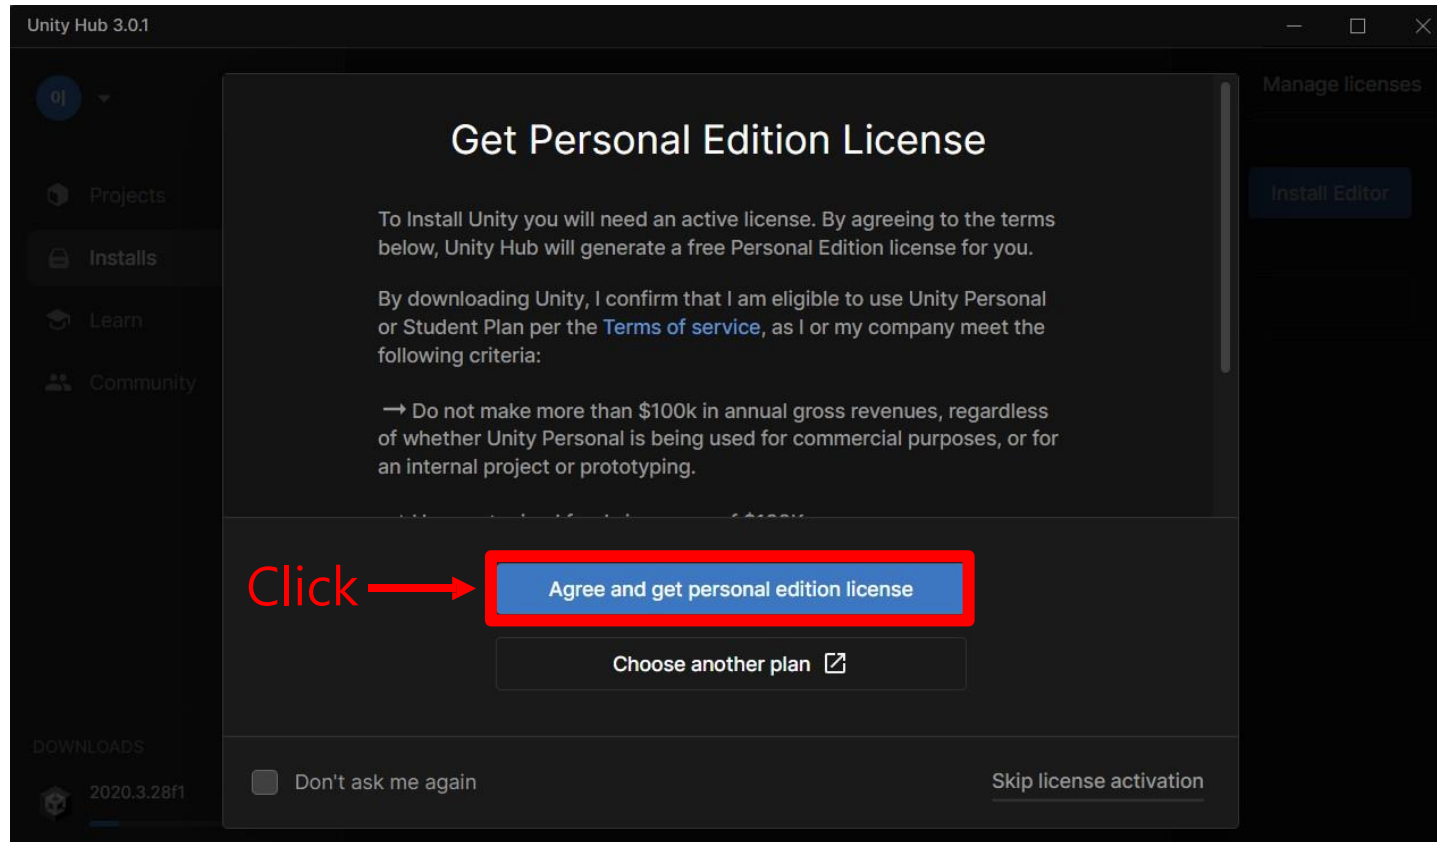 Unity Hub 3.0.1
이
Manage licenses
Get Personal Edition License
Projects
Install Editor
To Install Unity you will need an active license. By agreeing to the terms
below, Unity Hub will generate a free Personal Edition license for you.
Installs
By downloading Unity, I confirm that I am eligible to use Unity Personal
or Student Plan per the Terms of service, as I or my company meet the
following criteria:
Learn
Community
→ Do not make more than $100k in annual gross revenues, regardless
of whether Unity Personal is being used for commercial purposes, or for
an internal project or prototyping.
Click
Agree and get personal edition license
Choose another plan
DOWNLOADS
2020.3.28f1
Don't ask me again
Skip license activation